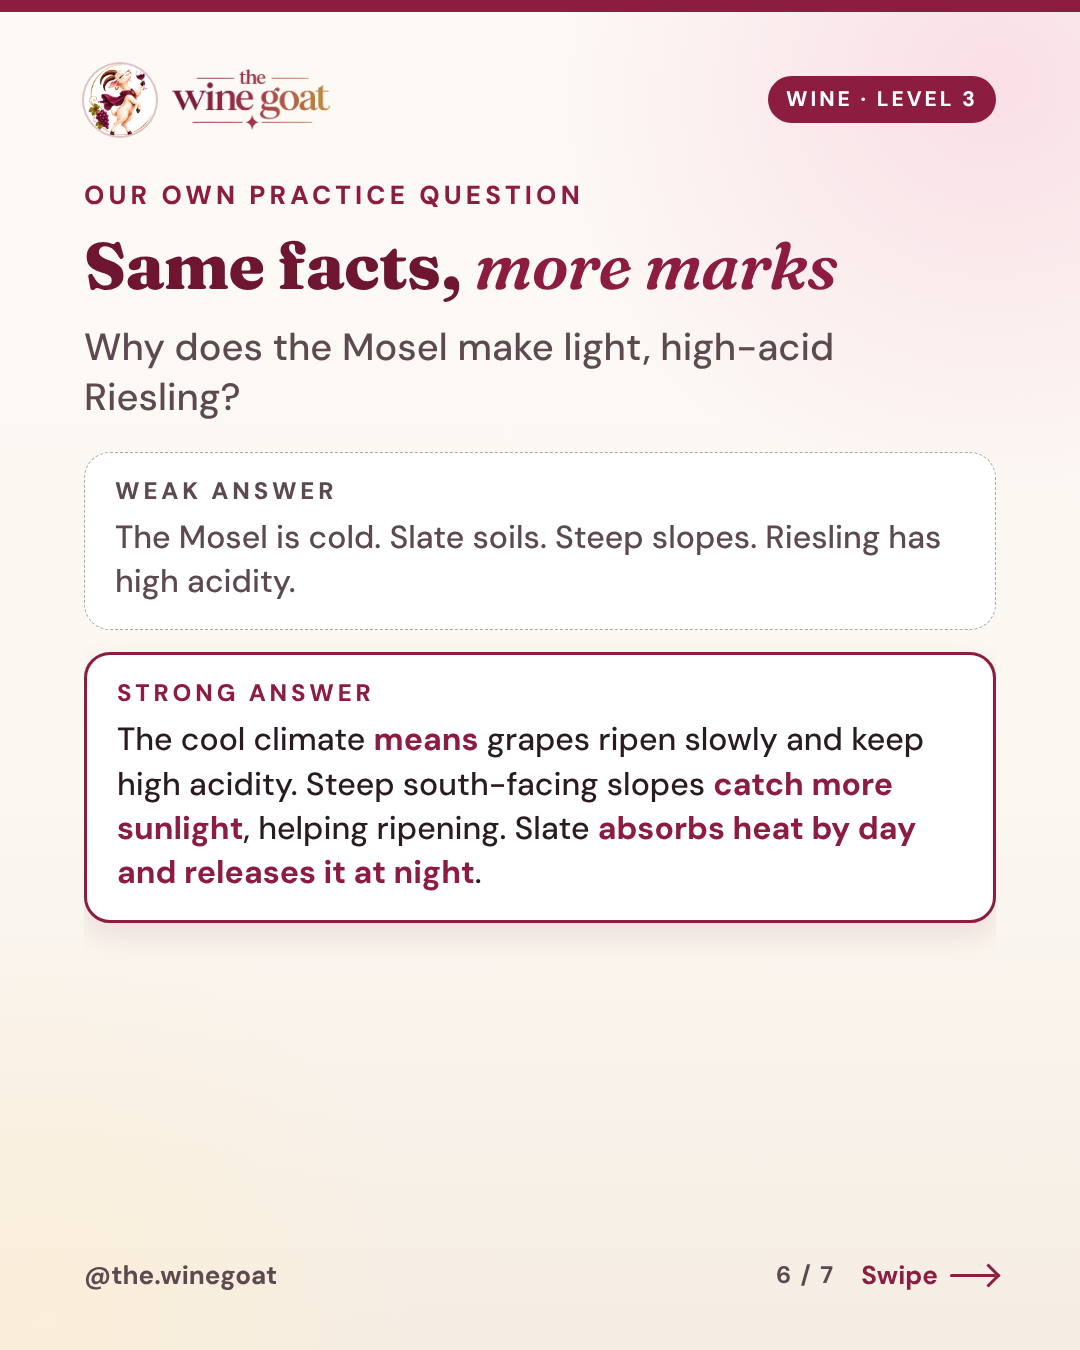 the
wine goat
WINE · LEVEL 3
OUR OWN PRACTICE QUESTION
Same facts, more marks
Why does the Mosel make light, high-acid
Riesling?
WEAK ANSWER
The Mosel is cold. Slate soils. Steep slopes. Riesling has
high acidity.
STRONG ANSWER
The cool climate means grapes ripen slowly and keep
high acidity. Steep south-facing slopes catch more
sunlight, helping ripening. Slate absorbs heat by day
and releases it at night.
@the.winegoat
6 / 7 Swipe